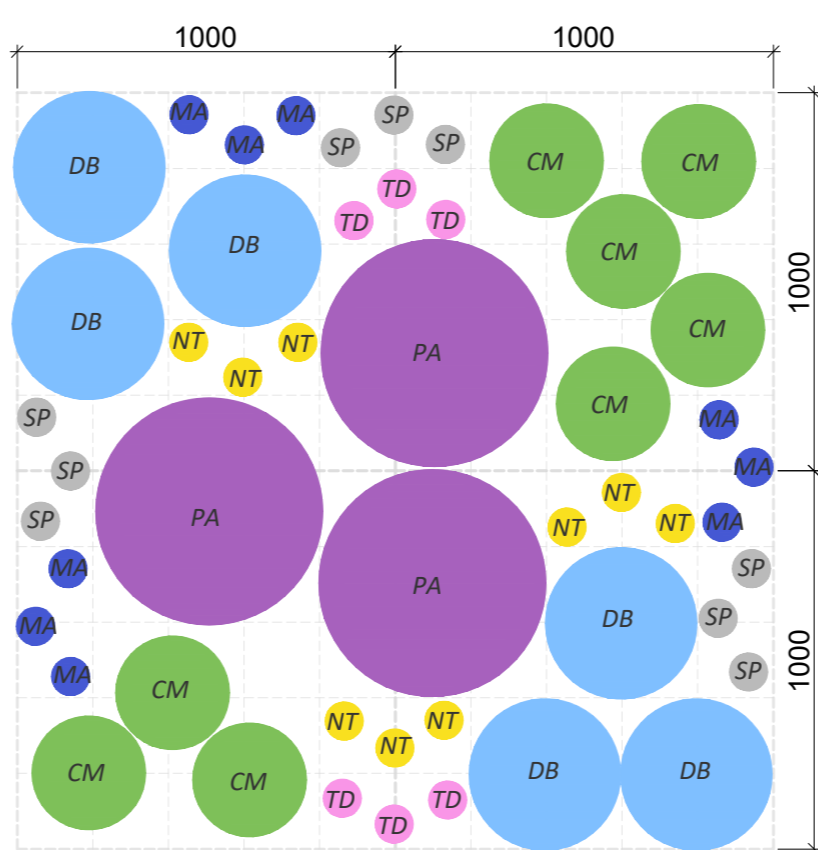 1000 1000
MA MA SP
MA SP SP
DB CM CM
TD
TD TD
DB CM
1000
DB NT NT PA CM
NT
SP CM MA
SP MA
PA NT
SP NT NT MA
MA PA SP
MA DB SP
1000
MA SP
CM NT NT
NT
CM CM DB DB
TD TD
TD